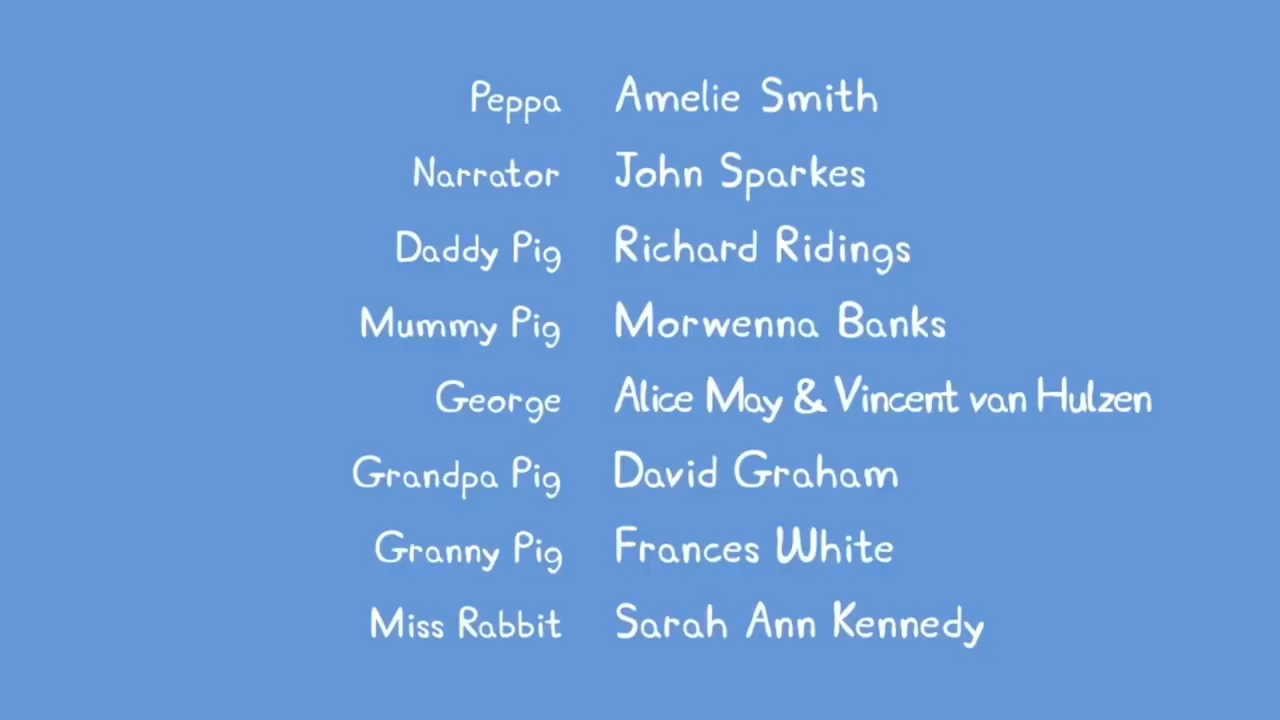 Peppa Amelie Smith
Narrator John Sparkes
Daddy Pig Richard Ridings
Mummy Pig Morwenna Banks
George Alice May & Vincent van Hulzen
Grandpa Pig David Graham
Granny Pig Frances White
Miss Rabbit Sarah Ann Kennedy